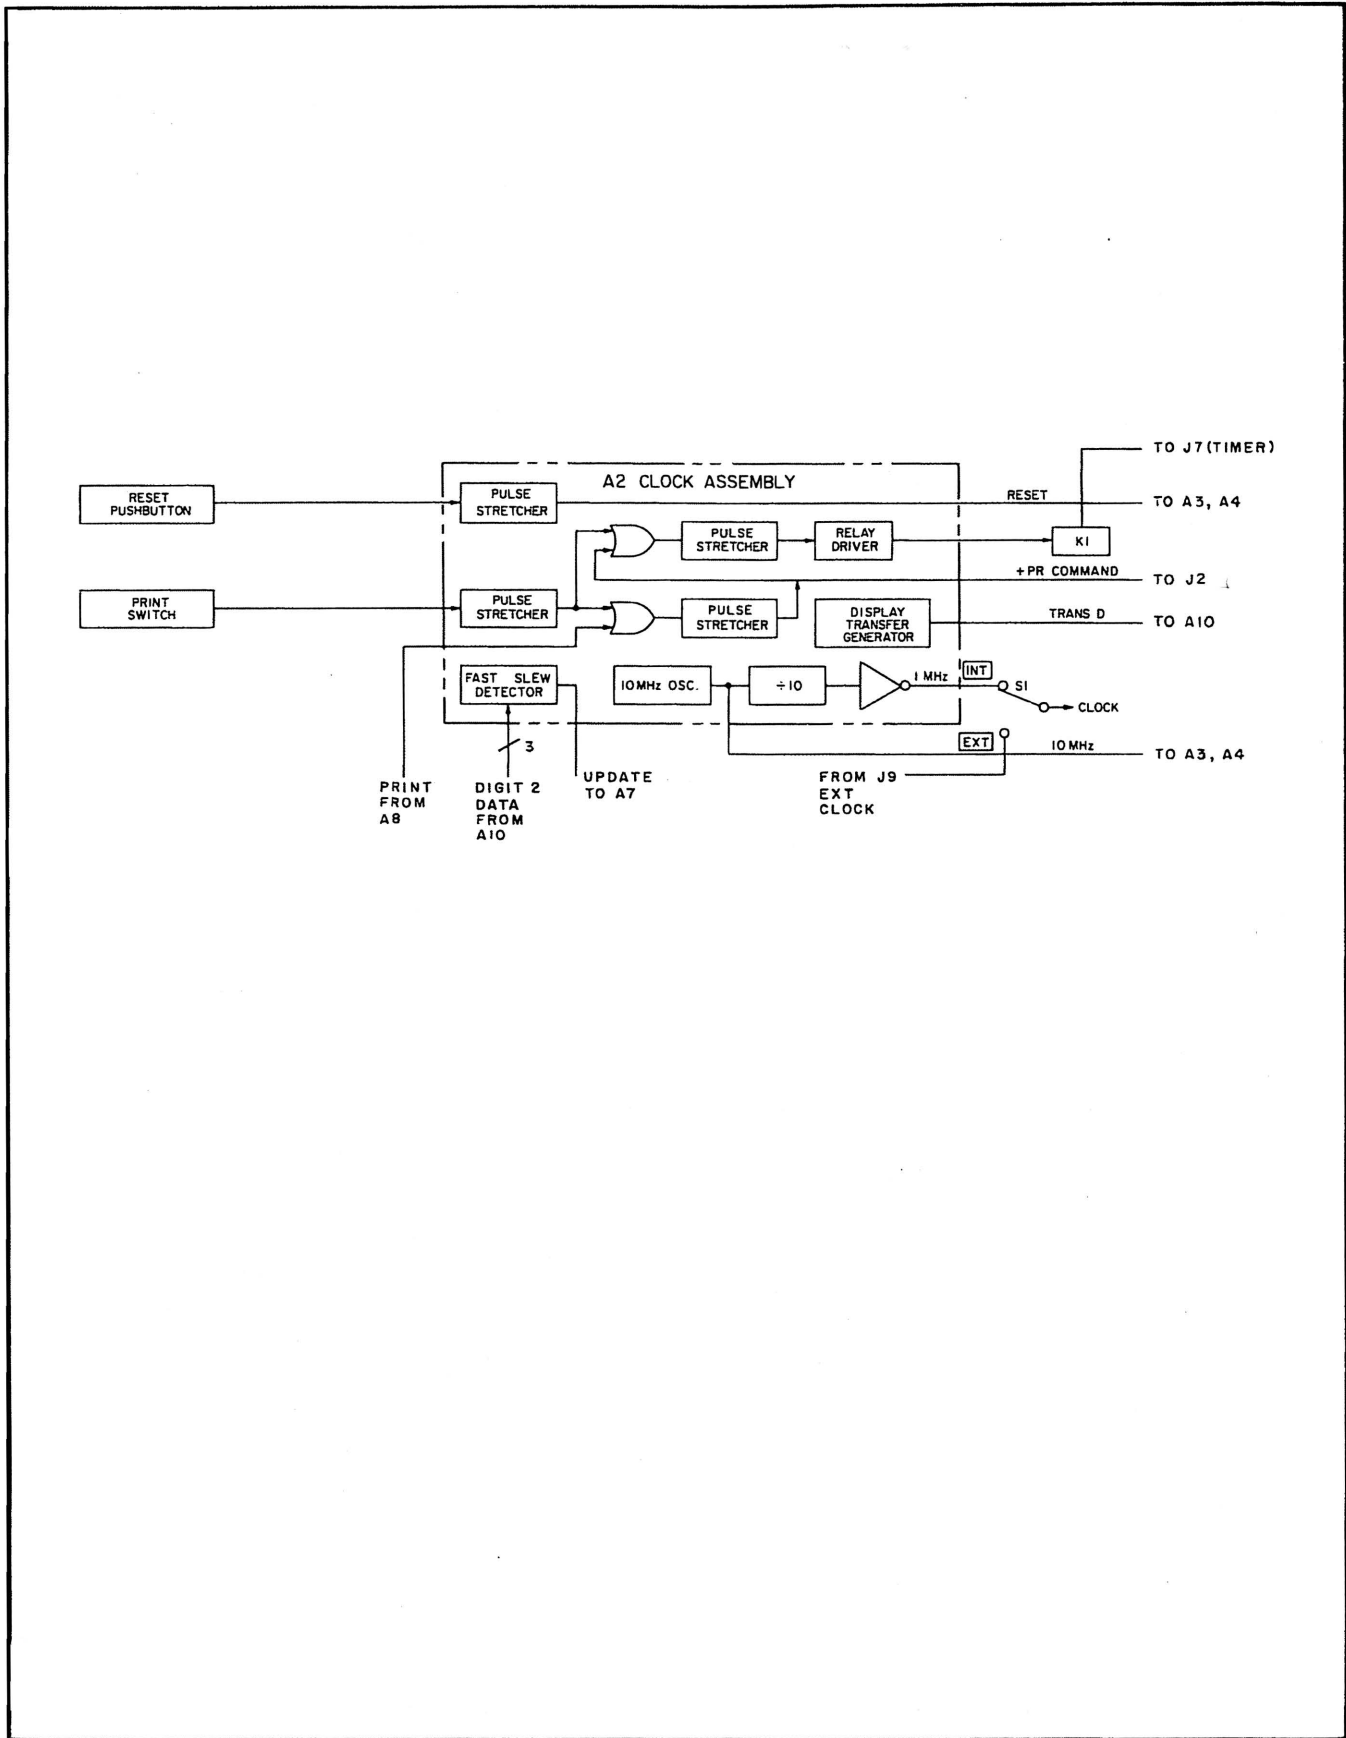 TO J7 (TIMER)
A2 CLOCK ASSEMBLY
RESET
PUSHBUTTON
PULSE
STRETCHER
RESET
TO A3, A4
PULSE
STRETCHER
RELAY
DRIVER
K1
+PR COMMAND
TO J2
PRINT
SWITCH
PULSE
STRETCHER
PULSE
STRETCHER
DISPLAY
TRANSFER
GENERATOR
TRANS D
TO A10
FAST SLEW
DETECTOR
10MHz OSC.
÷10
1 MHz
INT
S1
CLOCK
3
EXT
10MHz
TO A3, A4
PRINT
FROM
A8
DIGIT 2
DATA
FROM
A10
UPDATE
TO A7
FROM J9
EXT
CLOCK